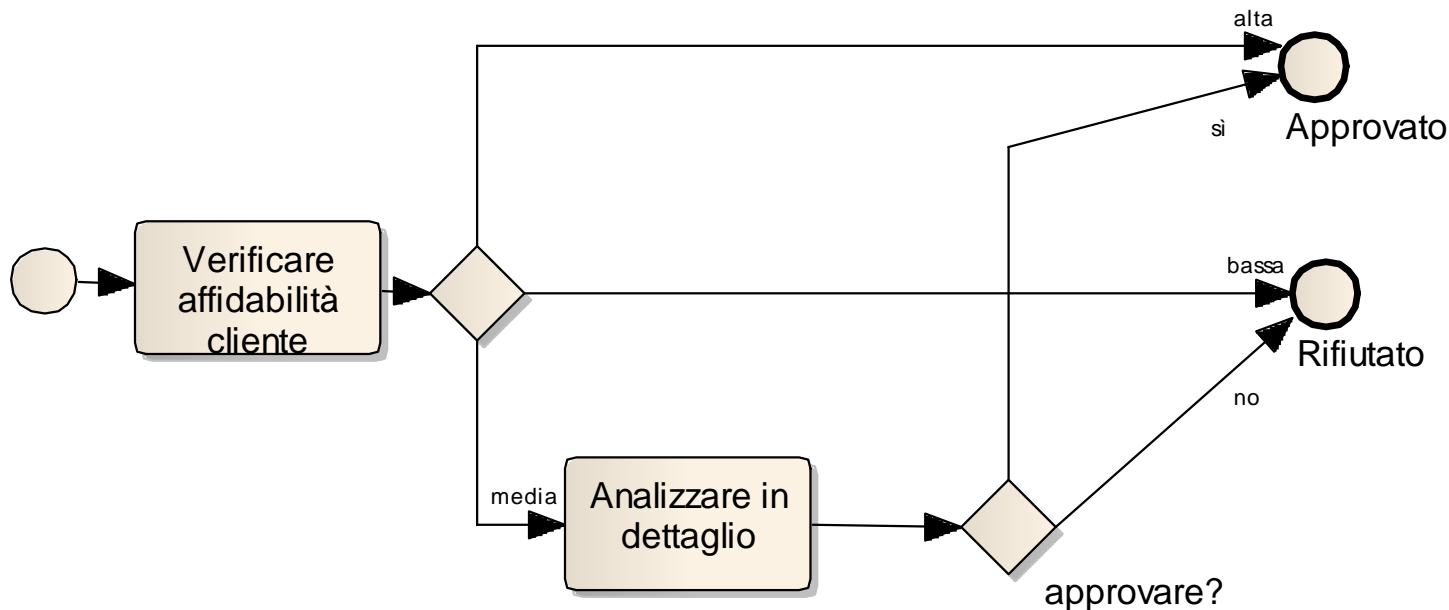 alta
sì
Approvato
Verificare
affidabilità
cliente
bassa
Rifiutato
no
media
Analizzare in
dettaglio
approvare?